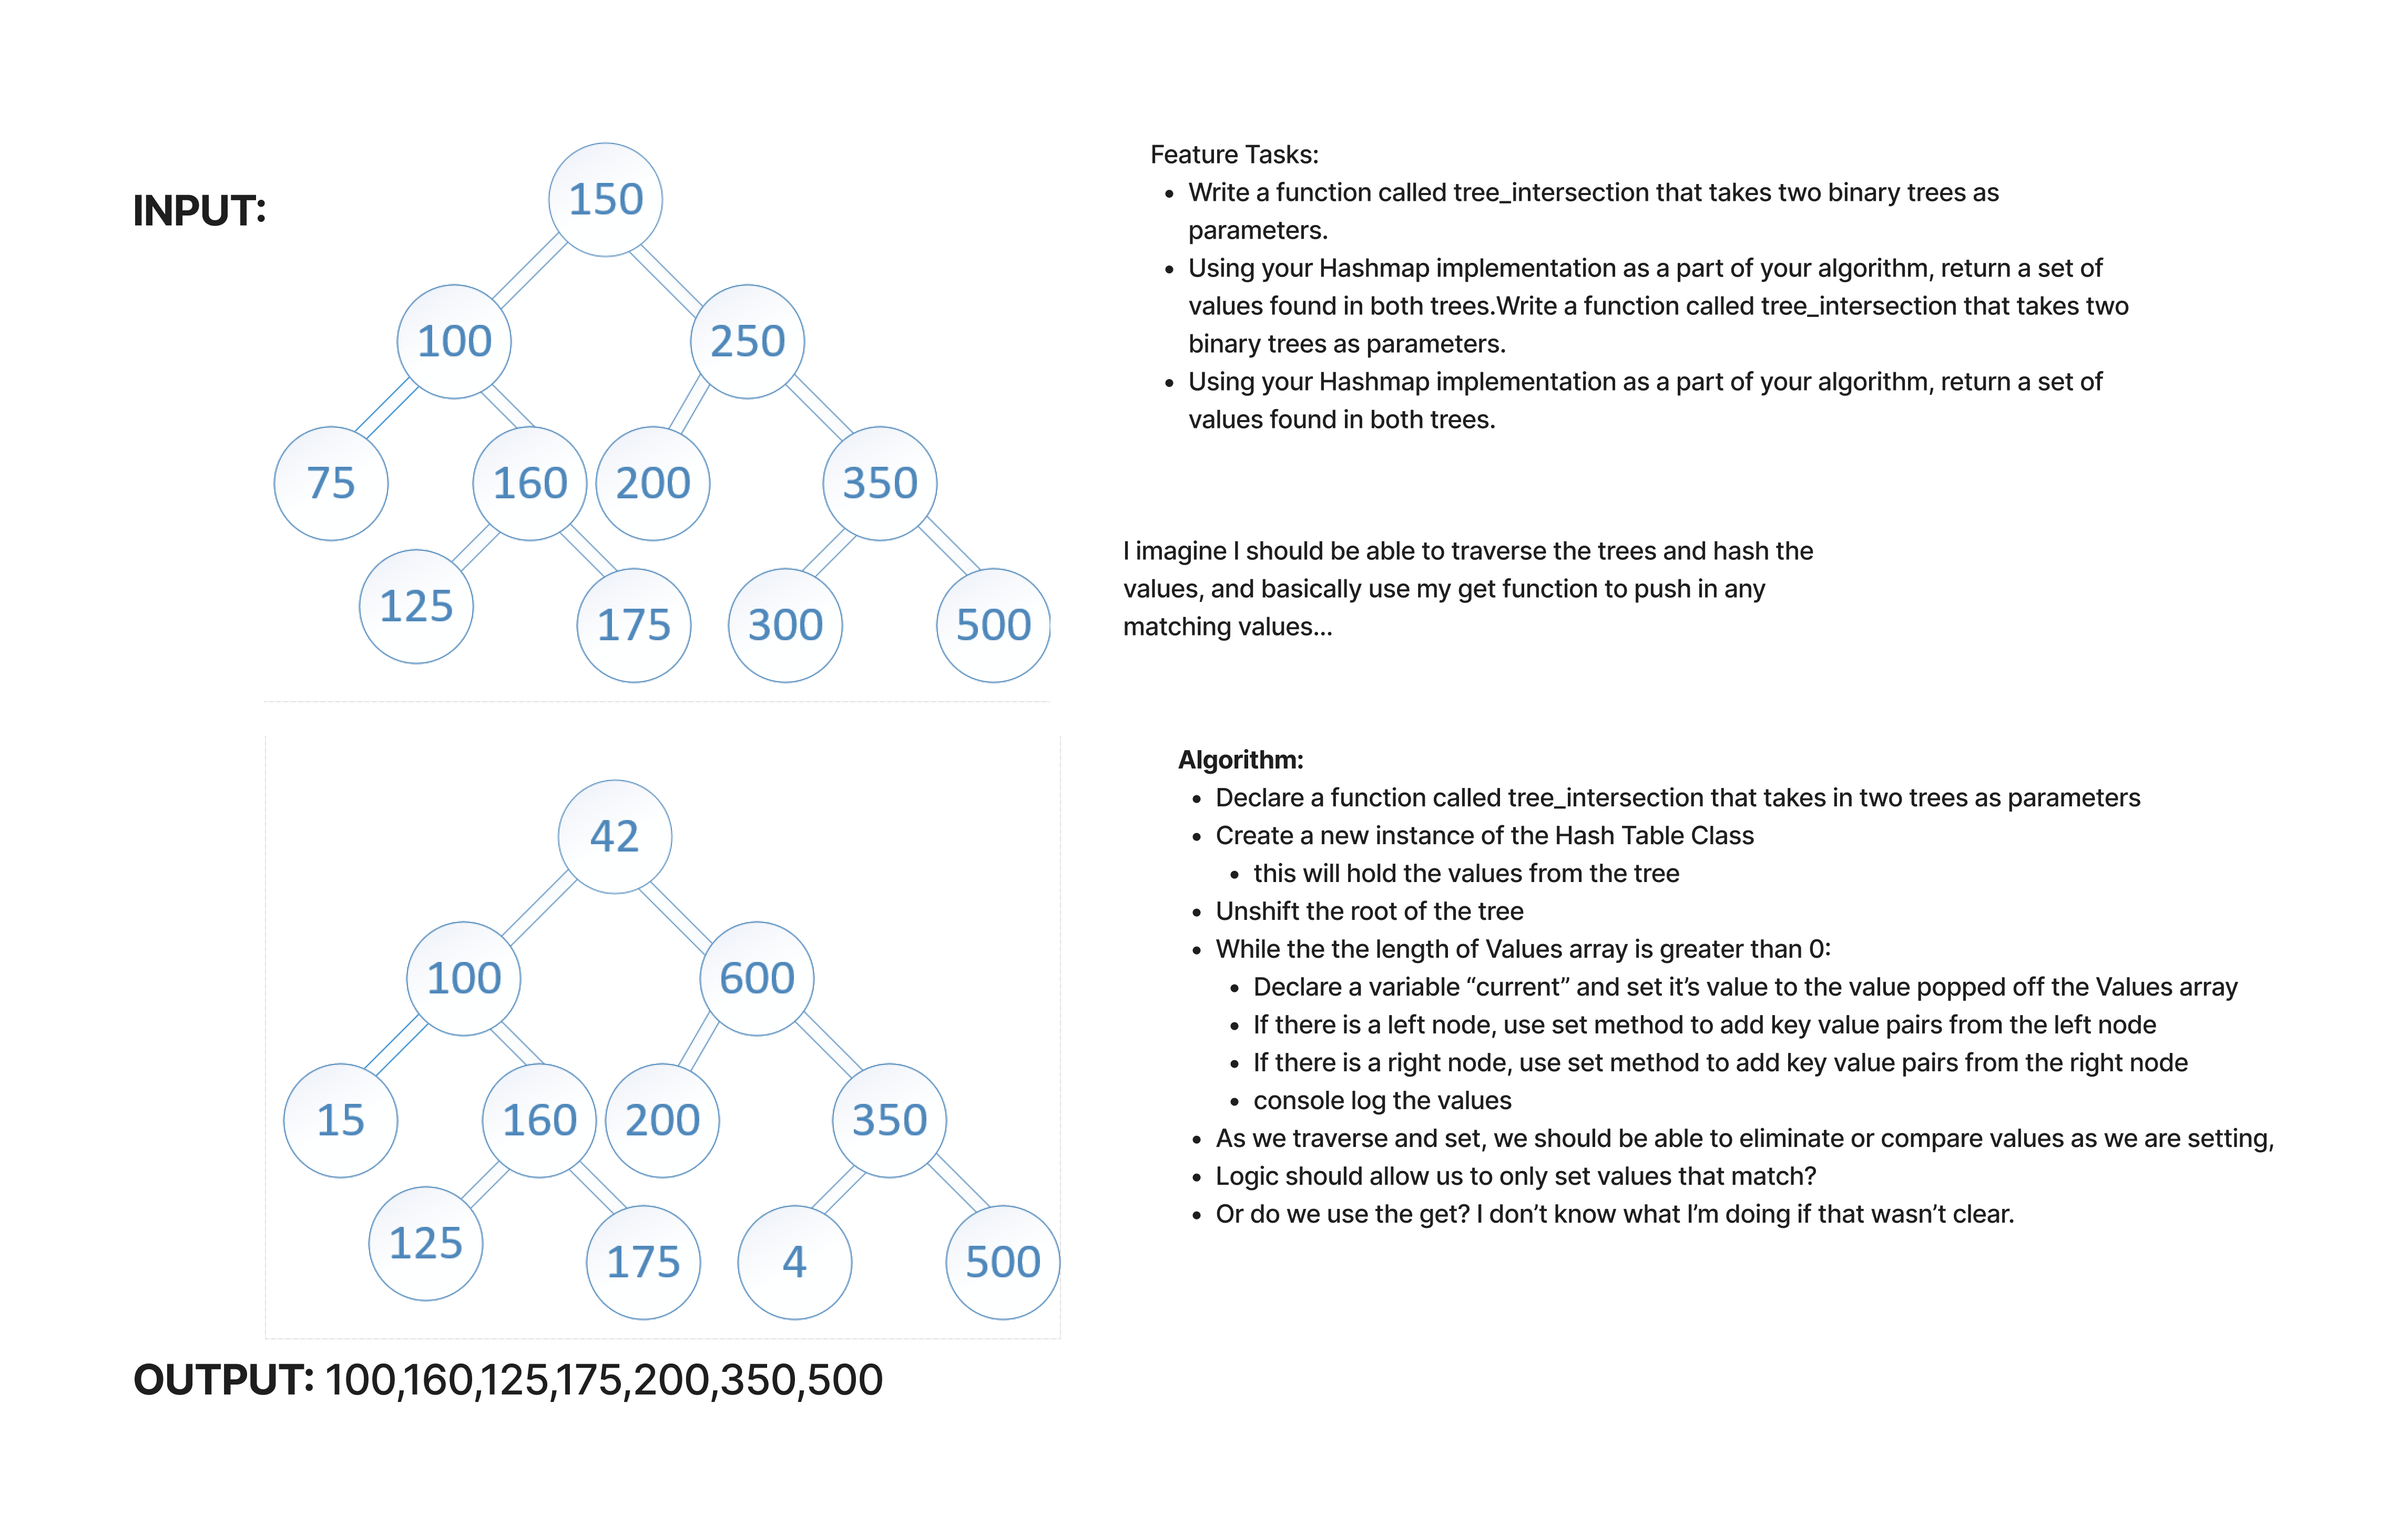 INPUT:
150
100
250
75
160
200
350
125
175
300
500
Feature Tasks:
• Write a function called tree_intersection that takes two binary trees as
parameters.
• Using your Hashmap implementation as a part of your algorithm, return a set of
values found in both trees.Write a function called tree_intersection that takes two
binary trees as parameters.
• Using your Hashmap implementation as a part of your algorithm, return a set of
values found in both trees.
I imagine I should be able to traverse the trees and hash the
values, and basically use my get function to push in any
matching values...
42
100
600
15
160
200
350
125
175
4
500
Algorithm:
• Declare a function called tree_intersection that takes in two trees as parameters
• Create a new instance of the Hash Table Class
• this will hold the values from the tree
• Unshift the root of the tree
• While the the length of Values array is greater than 0:
• Declare a variable “current” and set it’s value to the value popped off the Values array
• If there is a left node, use set method to add key value pairs from the left node
• If there is a right node, use set method to add key value pairs from the right node
• console log the values
• As we traverse and set, we should be able to eliminate or compare values as we are setting,
• Logic should allow us to only set values that match?
• Or do we use the get? I don’t know what I’m doing if that wasn’t clear.
OUTPUT: 100,160,125,175,200,350,500